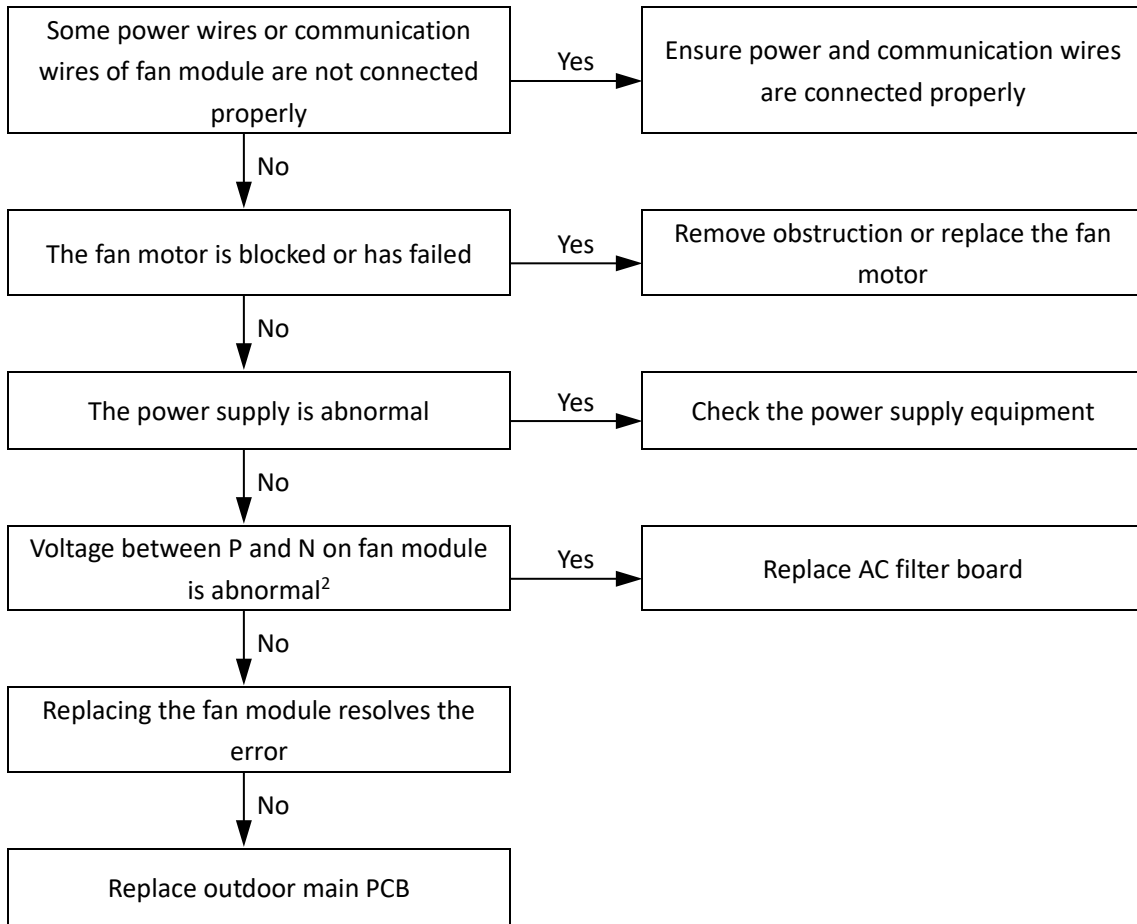 Some power wires or communication
wires of fan module are not connected
properly
Yes
Ensure power and communication wires
are connected properly
No
The fan motor is blocked or has failed
Yes
Remove obstruction or replace the fan
motor
No
The power supply is abnormal
Yes
Check the power supply equipment
No
Voltage between P and N on fan module
is abnormal²
Yes
Replace AC filter board
No
Replacing the fan module resolves the
error
No
Replace outdoor main PCB